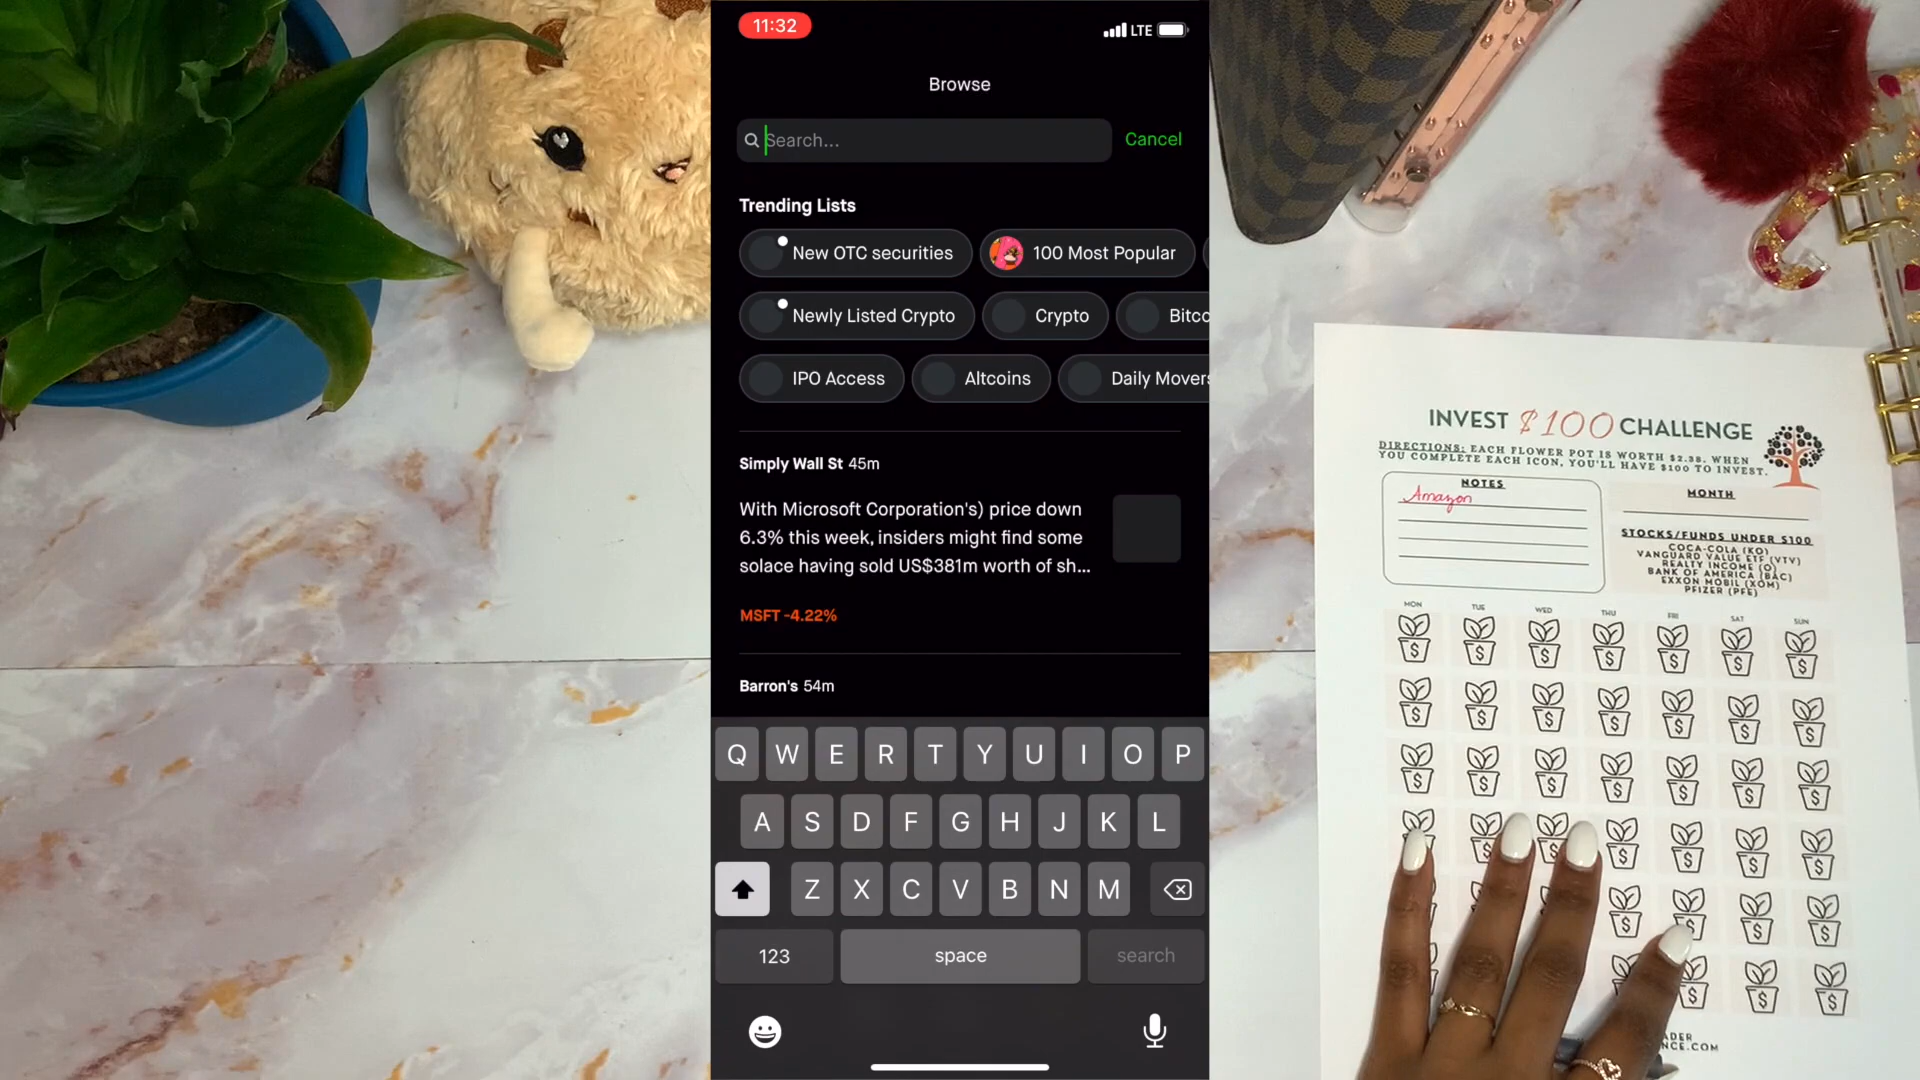 11:32
LTE
Browse
Search...
Cancel
Trending Lists
New OTC securities
100 Most Popular
Newly Listed Crypto
Crypto
Bitco
IPO Access
Altcoins
Daily Movers
Simply Wall St 45m
With Microsoft Corporation's) price down
6.3% this week, insiders might find some
solace having sold US$381m worth of sh...
MSFT -4.22%
Barron's 54m
Q W E R T Y U I O P
A S D F G H J K L
Z X C V B N M
123
space
search
INVEST $100 CHALLENGE
DIRECTIONS: EACH FLOWER POT IS WORTH $2.38. WHEN
YOU COMPLETE EACH ICON, YOU'LL HAVE $100 TO INVEST.
NOTES
Amazon
MONTH
STOCKS/FUNDS UNDER $100
COCA-COLA (KO)
VANGUARD VALUE ETF (VTV)
REALTY INCOME (O)
BANK OF AMERICA (BAC)
EXXON MOBIL (XOM)
PFIZER (PFE)
MON TUE WED THU FRI SAT SUN